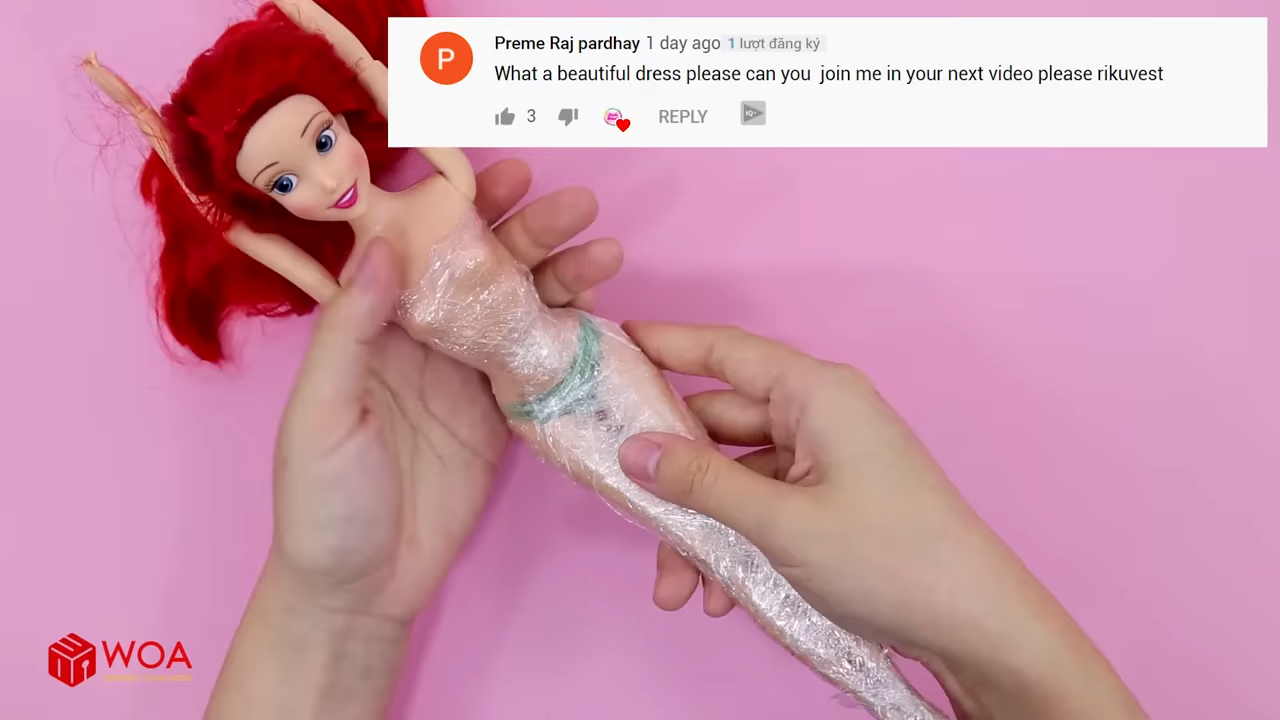 Preme Raj pardhay 1 day ago 1 lượt đăng ký
What a beautiful dress please can you join me in your next video please rikuvest
3 REPLY
P
WOA